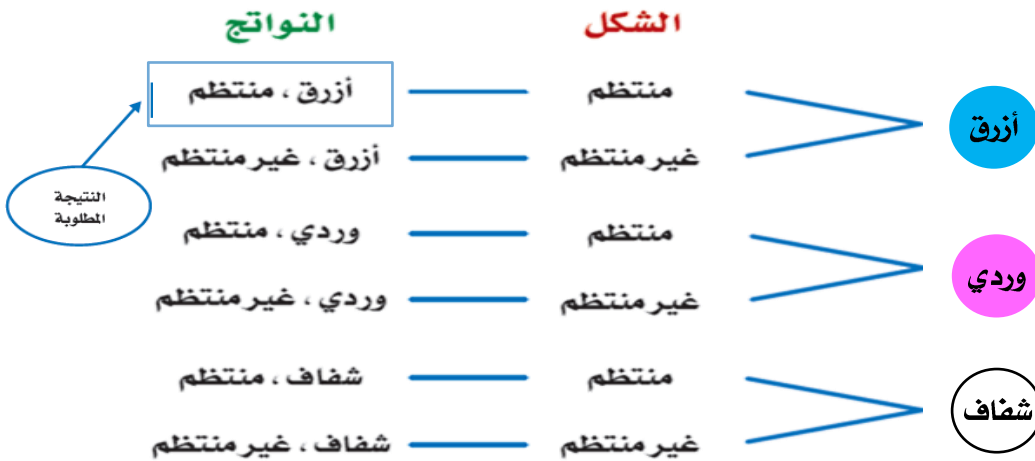 الشكل
النواتج
أزرق
منتظم
أزرق ، منتظم
غير منتظم
أزرق ، غير منتظم
النتيجة
المطلوبة
وردي
منتظم
وردي ، منتظم
غير منتظم
وردي ، غير منتظم
شفاف
منتظم
شفاف ، منتظم
غير منتظم
شفاف ، غير منتظم